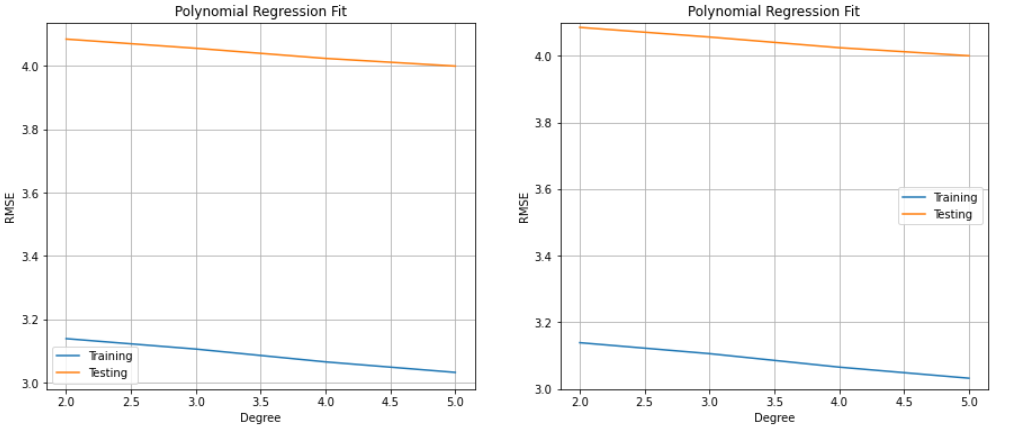 Polynomial Regression Fit
4.0
3.8
3.6
3.4
3.2
3.0
RMSE
Training
Testing
2.0 2.5 3.0 3.5 4.0 4.5 5.0
Degree
Polynomial Regression Fit
4.0
3.8
3.6
3.4
3.2
3.0
RMSE
Training
Testing
2.0 2.5 3.0 3.5 4.0 4.5 5.0
Degree